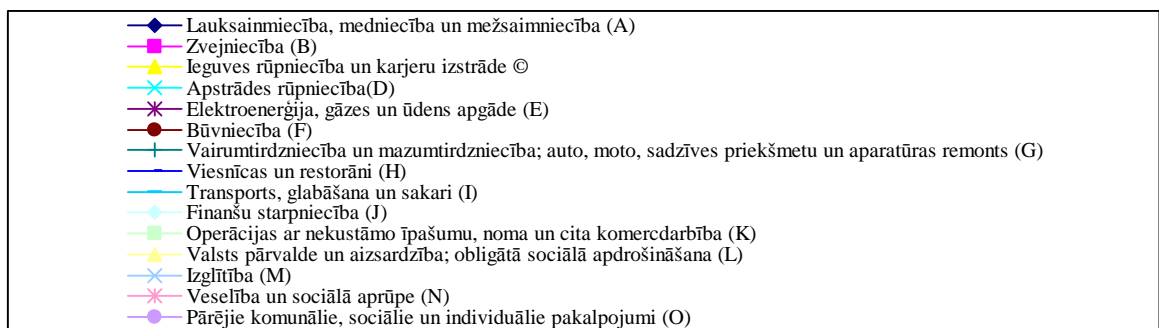 Lauksainmiecība, medniecība un mežsaimniecība (A)
Zvejniecība (B)
Ieguves rūpniecība un karjeru izstrāde ©
Apstrādes rūpniecība(D)
Elektroenerģija, gāzes un ūdens apgāde (E)
Būvniecība (F)
Vairumtirdzniecība un mazumtirdzniecība; auto, moto, sadzīves priekšmetu un aparatūras remonts (G)
Viesnīcas un restorāni (H)
Transports, glabāšana un sakari (I)
Finanšu starpniecība (J)
Operācijas ar nekustāmo īpašumu, noma un cita komercdarbība (K)
Valsts pārvalde un aizsardzība; obligātā sociālā apdrošināšana (L)
Izglītība (M)
Veselība un sociālā aprūpe (N)
Pārējie komunālie, sociālie un individuālie pakalpojumi (O)